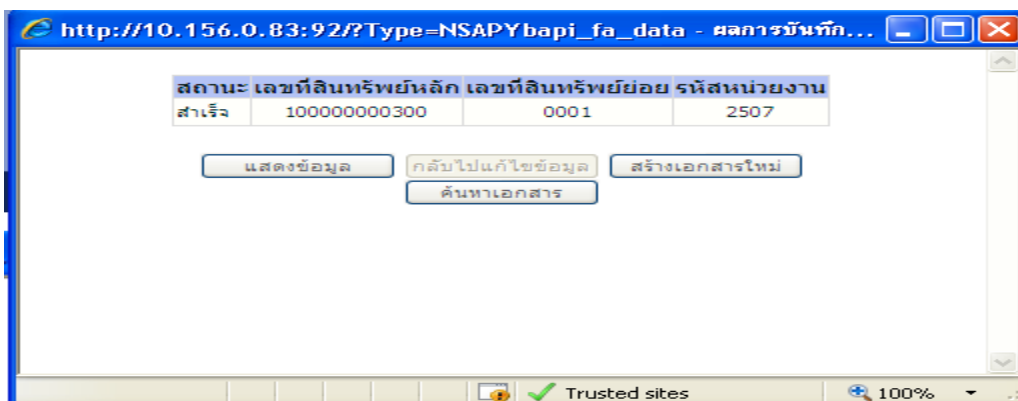 http://10.156.0.83:92/?Type=NSAPYbapi_fa_data - ผลการบันทึก...
สถานะ เลขที่สินทรัพย์หลัก เลขที่สินทรัพย์ย่อย รหัสหน่วยงาน
สำเร็จ 100000000300 0001 2507
แสดงข้อมูล กลับไปแก้ไขข้อมูล สร้างเอกสารใหม่
ค้นหาเอกสาร
Trusted sites 100%